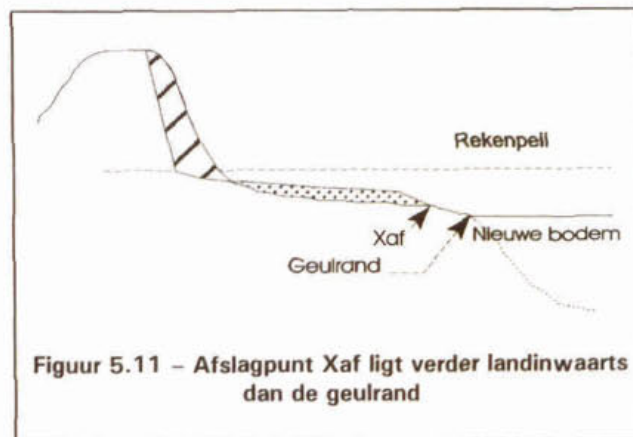 Rekenpeil
Xaf
Nieuwe bodem
Geulrand
Figuur 5.11 – Afslagpunt Xaf ligt verder landinwaarts
dan de geulrand